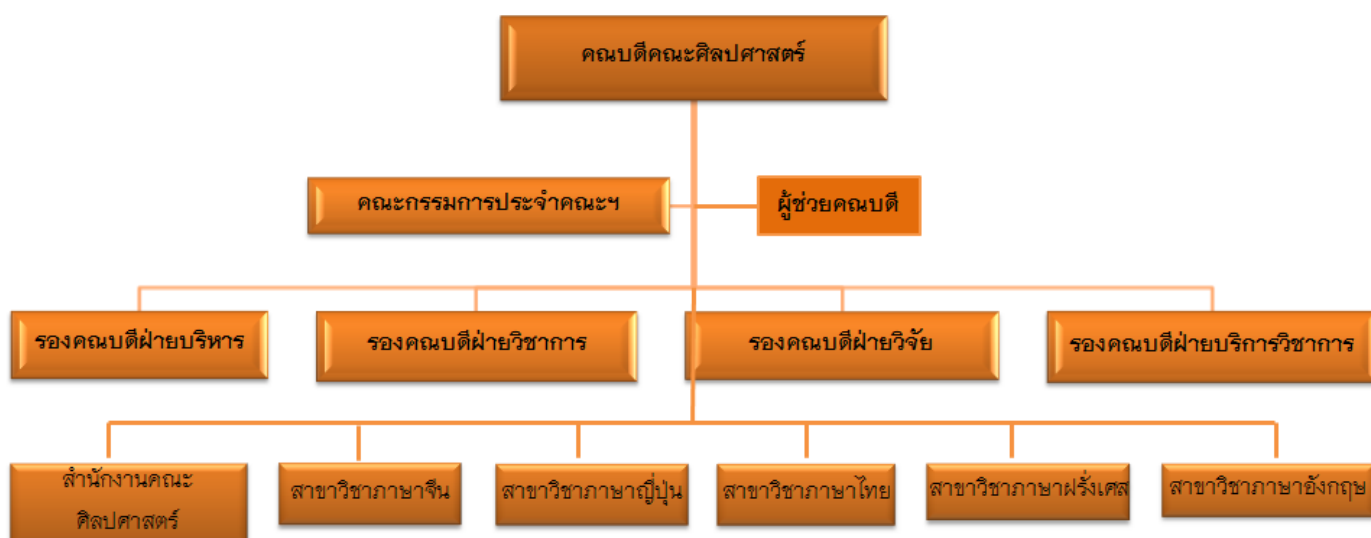 คณบดีคณะศิลปศาสตร์
คณะกรรมการประจำคณะฯ
ผู้ช่วยคณบดี
รองคณบดีฝ่ายบริหาร
รองคณบดีฝ่ายวิชาการ
รองคณบดีฝ่ายวิจัย
รองคณบดีฝ่ายบริการวิชาการ
สำนักงานคณะ
ศิลปศาสตร์
สาขาวิชาภาษาจีน
สาขาวิชาภาษาญี่ปุ่น
สาขาวิชาภาษาไทย
สาขาวิชาภาษาฝรั่งเศส
สาขาวิชาภาษาอังกฤษ